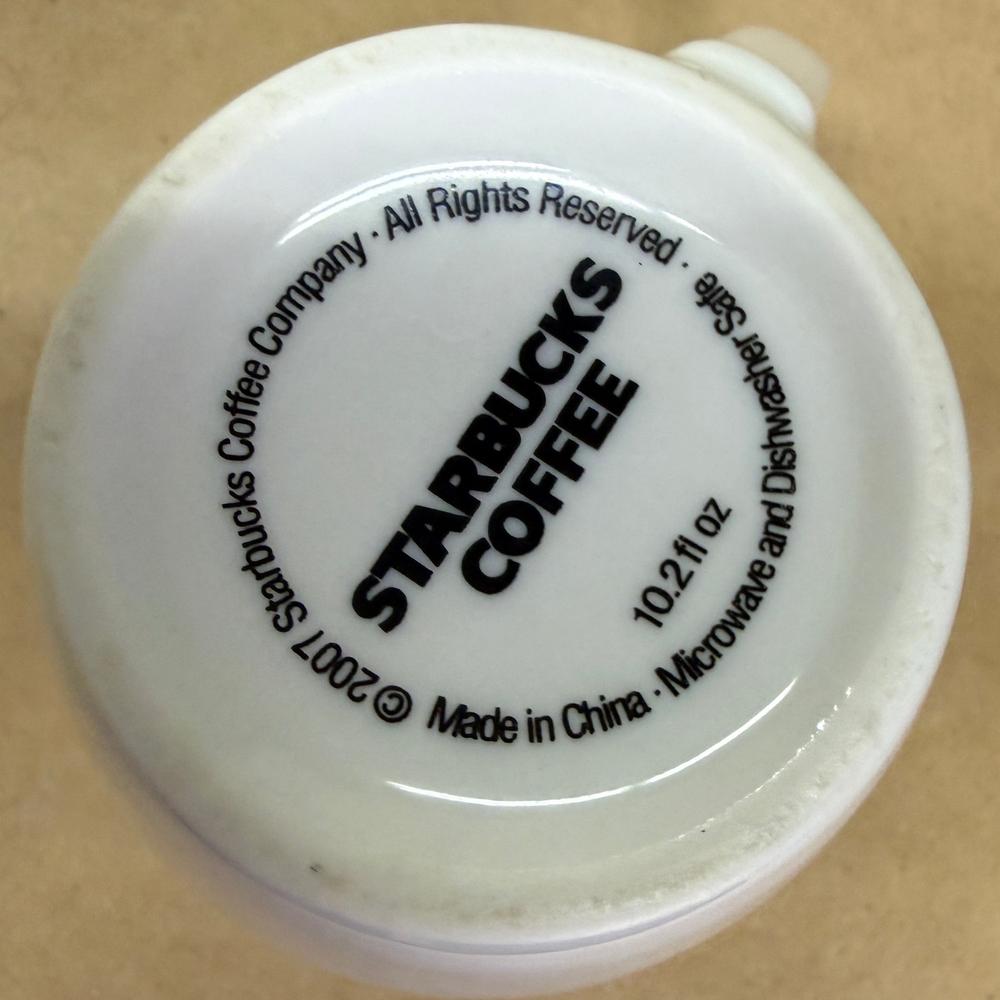 ©2007 Starbucks Coffee Company · All Rights Reserved ·
STARBUCKS
COFFEE
10.2 fl oz
Made in China · Microwave and Dishwasher Safe